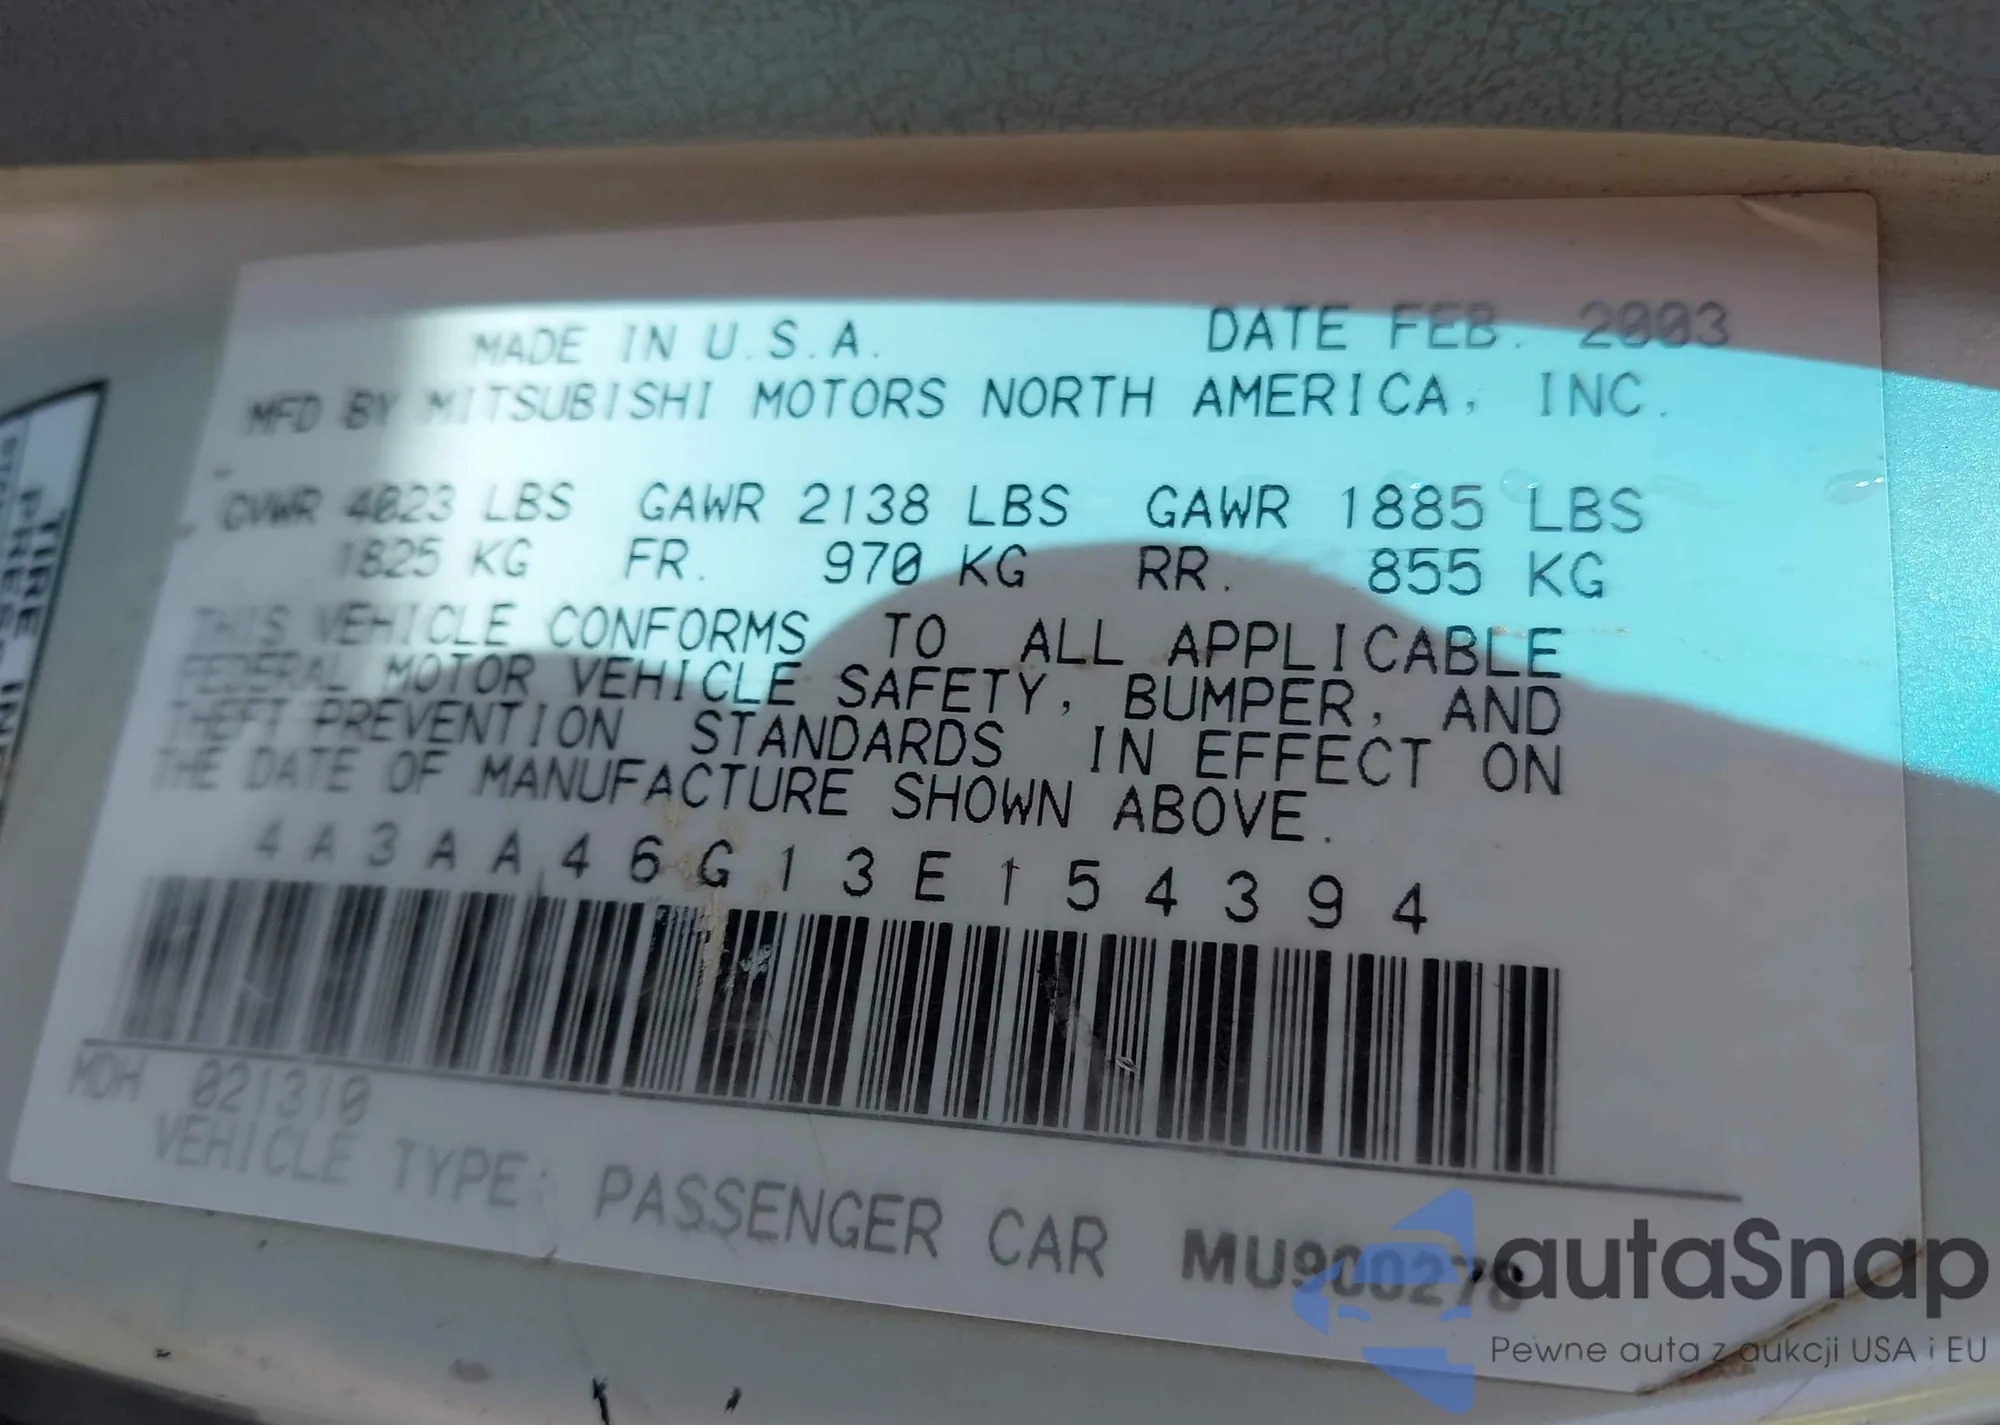 MADE IN U.S.A. DATE FEB. 2003
MFD BY MITSUBISHI MOTORS NORTH AMERICA, INC.
GVWR 4023 LBS GAWR 2138 LBS GAWR 1885 LBS
1825 KG FR. 970 KG RR. 855 KG
THIS VEHICLE CONFORMS TO ALL APPLICABLE
FEDERAL MOTOR VEHICLE SAFETY, BUMPER, AND
THEFT PREVENTION STANDARDS IN EFFECT ON
THE DATE OF MANUFACTURE SHOWN ABOVE.
4A3AA46G13E154394
MDH 021310
VEHICLE TYPE: PASSENGER CAR MU900278
TIRE
autaSnap
Pewne auta z aukcji USA i EU